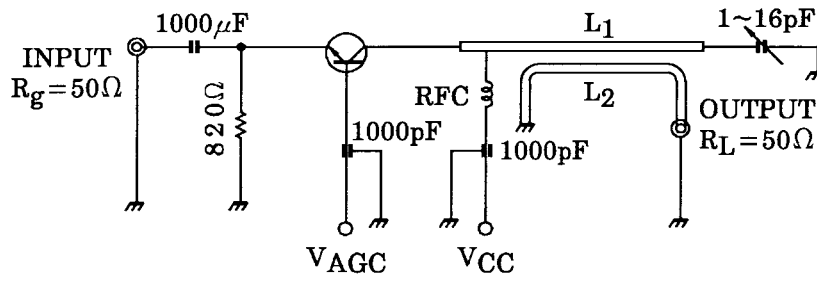 1000μF
INPUT
Rg=50Ω
820Ω
1000pF
VAGC
RFC
1000pF
VCC
L1
L2
1~16pF
OUTPUT
RL=50Ω